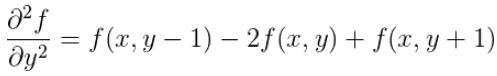 ∂²f/∂y² = f(x, y − 1) − 2f(x, y) + f(x, y + 1)